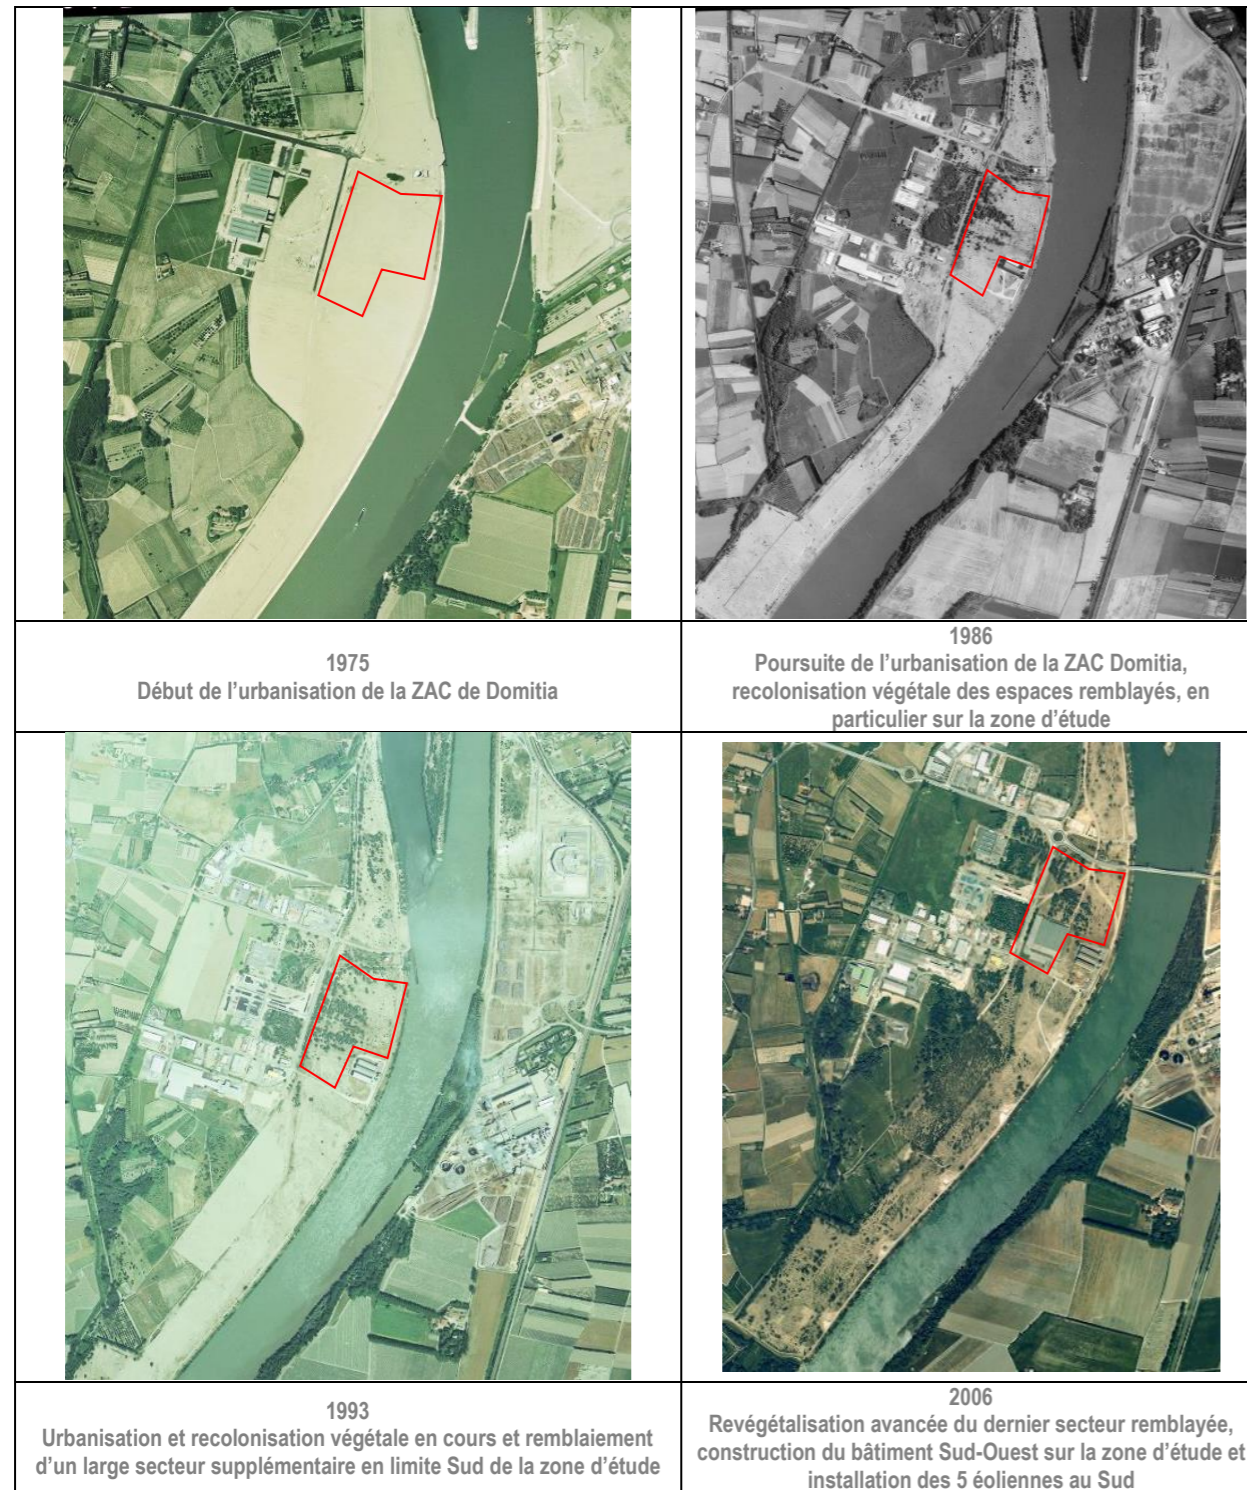 1975
Début de l’urbanisation de la ZAC de Domitia
1986
Poursuite de l’urbanisation de la ZAC Domitia,
recolonisation végétale des espaces remblayés, en
particulier sur la zone d’étude
1993
Urbanisation et recolonisation végétale en cours et remblaiement
d’un large secteur supplémentaire en limite Sud de la zone d’étude
2006
Revégétalisation avancée du dernier secteur remblayée,
construction du bâtiment Sud-Ouest sur la zone d’étude et
installation des 5 éoliennes au Sud